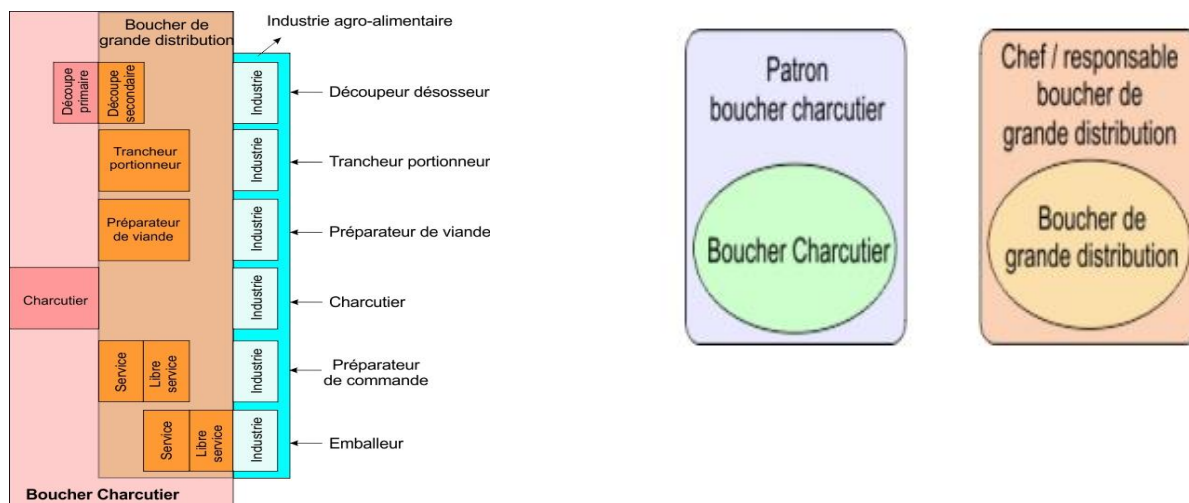 Boucher de
grande distribution
Industrie agro-alimentaire
Découpe
primaire
Découpe
secondaire
Industrie
Découpeur désosseur
Trancheur
portionneur
Industrie
Trancheur portionneur
Préparateur
de viande
Industrie
Préparateur de viande
Charcutier
Industrie
Charcutier
Service
Libre
service
Industrie
Préparateur
de commande
Service
Libre
service
Industrie
Emballeur
Boucher Charcutier
Patron
boucher charcutier
Boucher Charcutier
Chef / responsable
boucher de
grande distribution
Boucher de
grande distribution